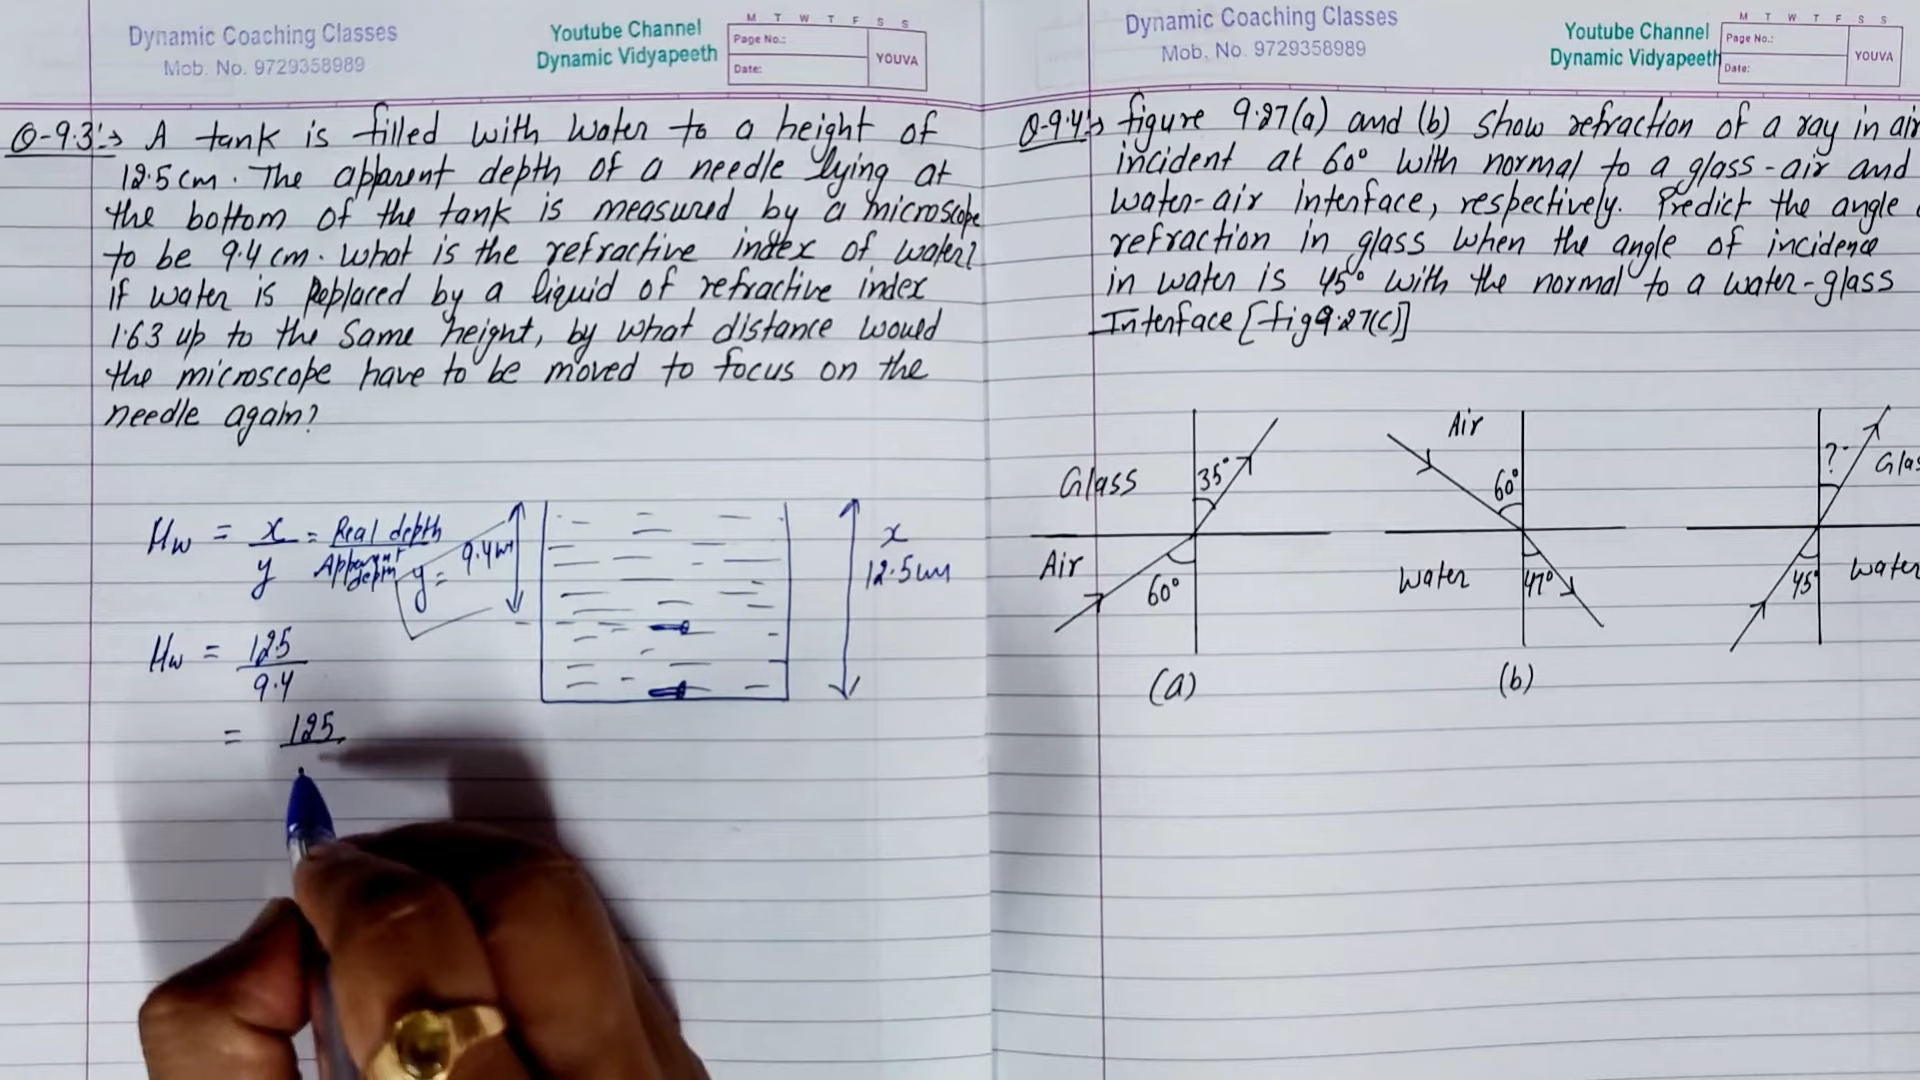 Dynamic Coaching Classes
Mob. No. 9729358989
Youtube Channel
Dynamic Vidyapeeth
M T W T F S S
Page No.:
Date:
YOUVA
Q-9.3:→ A tank is filled with water to a height of
12.5cm. The apparent depth of a needle lying at
the bottom of the tank is measured by a microscope
to be 9.4 cm. What is the refractive index of water?
if water is Replaced by a liquid of refractive index
1.63 up to the same height, by what distance would
the microscope have to be moved to focus on the
needle again?
μw = x/y = Real depth/Apparent depth
y = 9.4cm
x
12.5cm
μw = 12.5/9.4
= 125
Dynamic Coaching Classes
Mob. No. 9729358989
Youtube Channel
Dynamic Vidyapeeth
M T W T F S S
Page No.:
Date:
YOUVA
Q-9.4:→ figure 9.27(a) and (b) show refraction of a ray in air
incident at 60° with normal to a glass-air and
water-air interface, respectively. Predict the angle
refraction in glass when the angle of incidence
in water is 45° with the normal to a water-glass
Interface [fig 9.27(c)]
Glass
35°
Air
60°
(a)
Air
60°
Water
47°
(b)
?
Glas
45°
Water